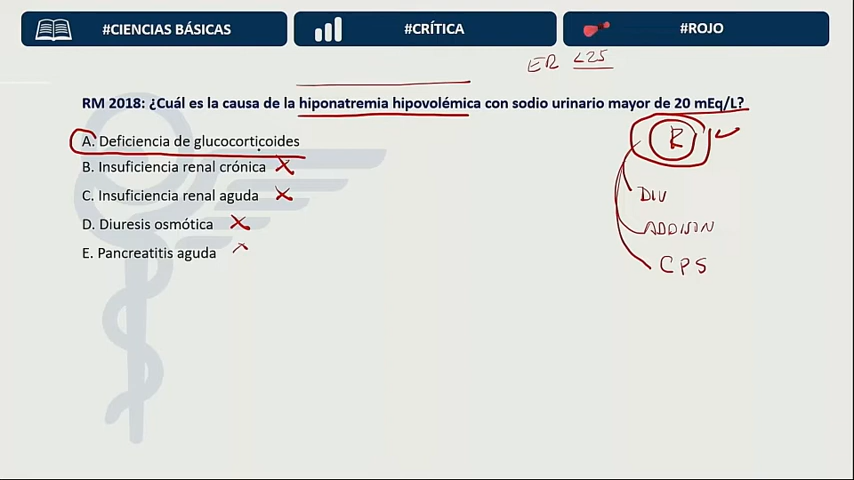 #CIENCIAS BÁSICAS
#CRÍTICA
#ROJO
ER <25
RM 2018: ¿Cuál es la causa de la hiponatremia hipovolémica con sodio urinario mayor de 20 mEq/L?
A. Deficiencia de glucocorticoides
R
B. Insuficiencia renal crónica
C. Insuficiencia renal aguda
DIU
D. Diuresis osmótica
ADDISON
E. Pancreatitis aguda
CPS